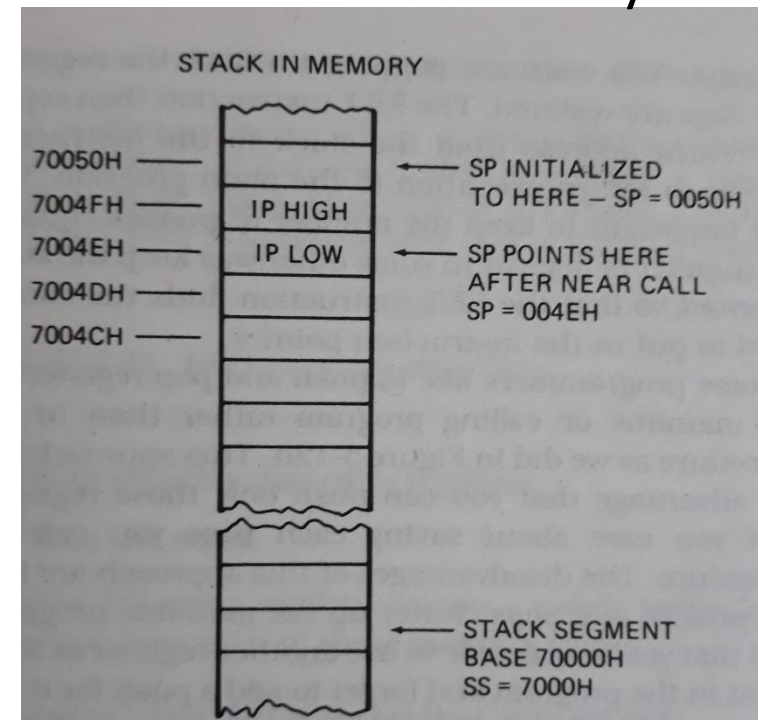 STACK IN MEMORY
70050H
7004FH
7004EH
7004DH
7004CH
IP HIGH
IP LOW
SP INITIALIZED
TO HERE – SP = 0050H
SP POINTS HERE
AFTER NEAR CALL
SP = 004EH
STACK SEGMENT
BASE 70000H
SS = 7000H